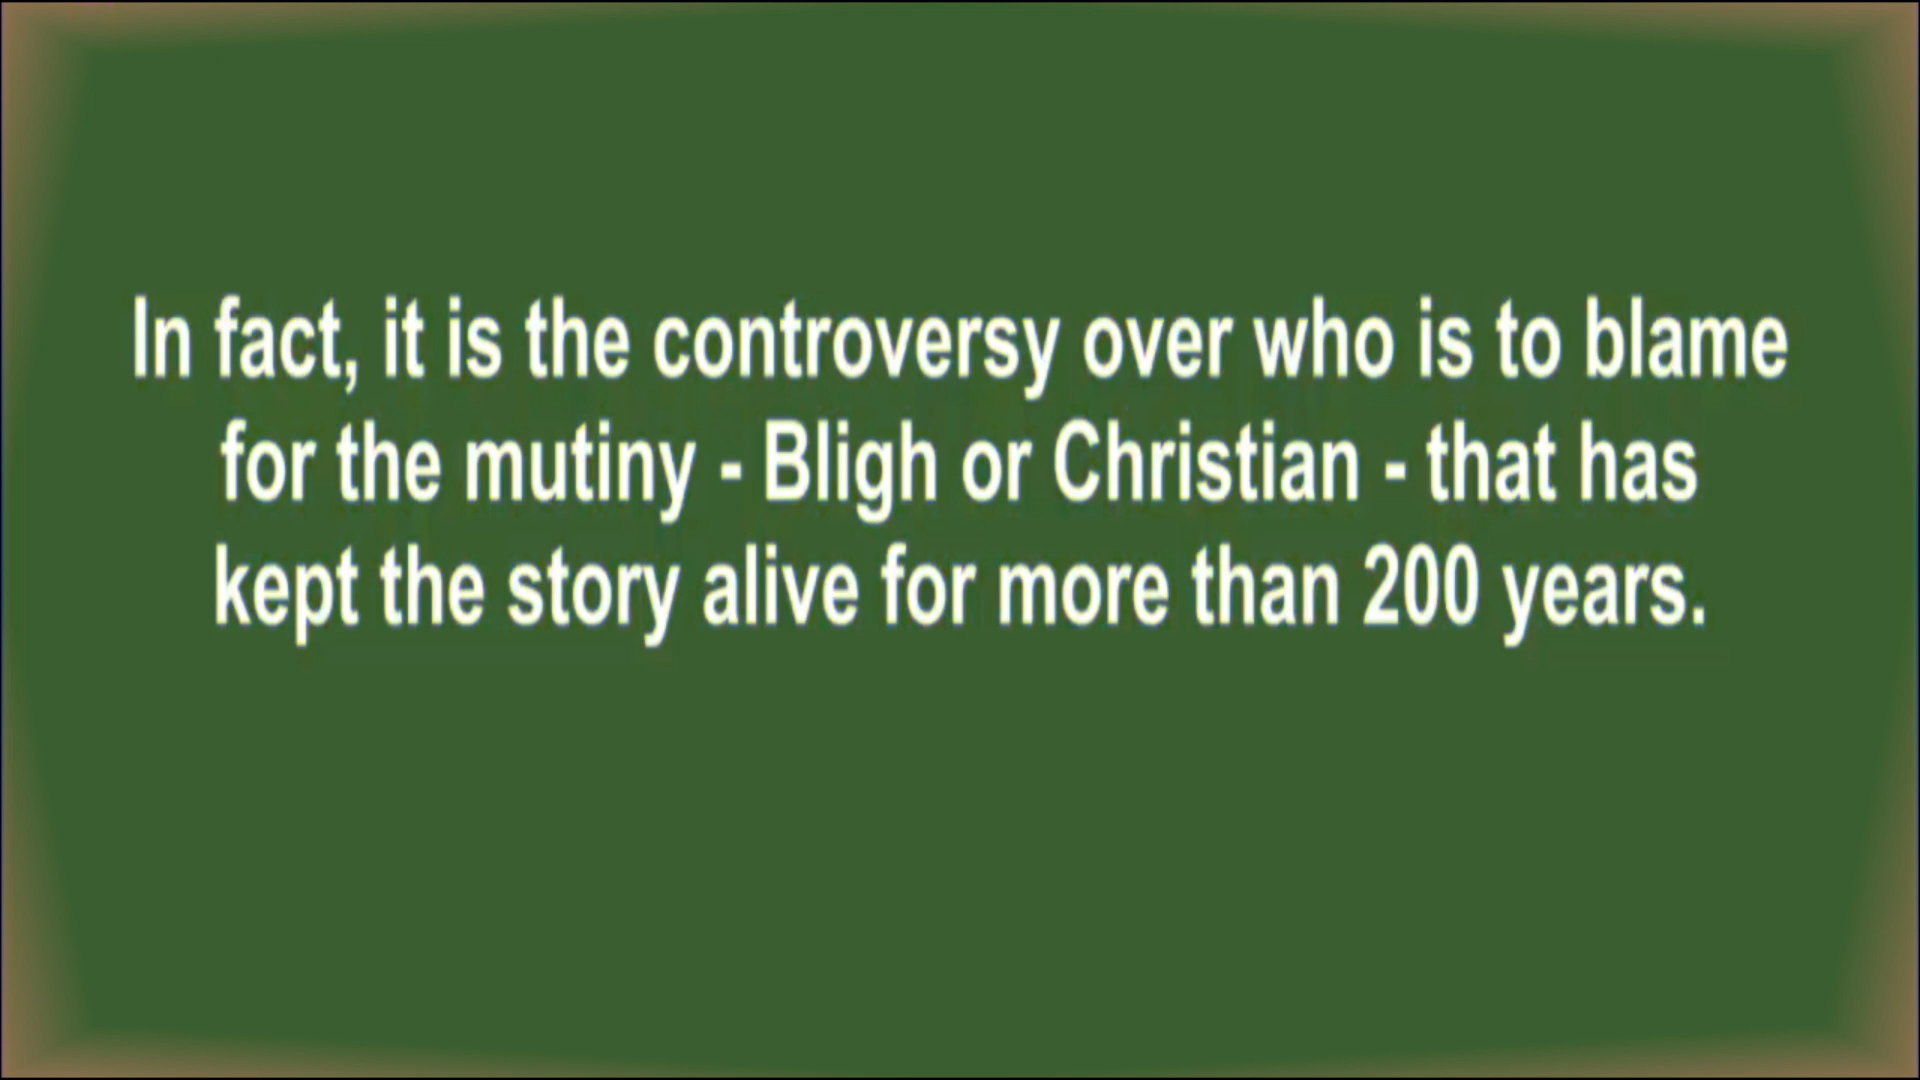 In fact, it is the controversy over who is to blame
for the mutiny - Bligh or Christian - that has
kept the story alive for more than 200 years.